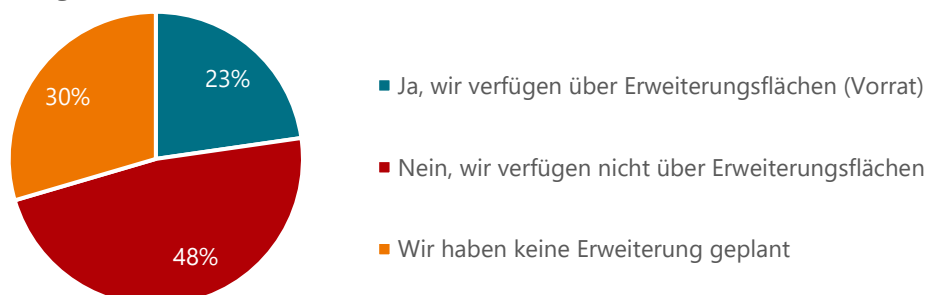 23%
30%
48%
Ja, wir verfügen über Erweiterungsflächen (Vorrat)
Nein, wir verfügen nicht über Erweiterungsflächen
Wir haben keine Erweiterung geplant